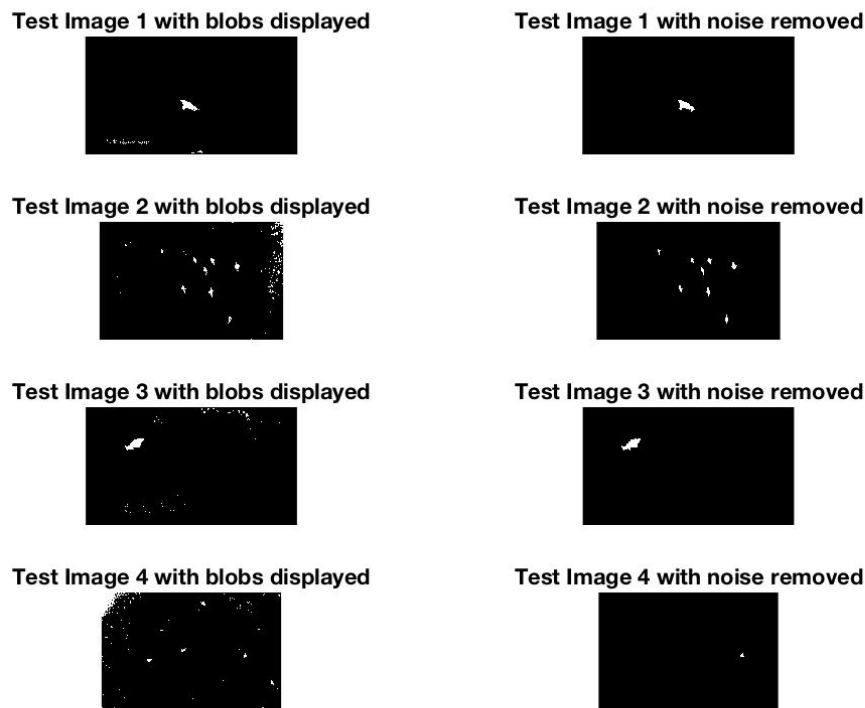 Test Image 1 with blobs displayed
Test Image 1 with noise removed
Test Image 2 with blobs displayed
Test Image 2 with noise removed
Test Image 3 with blobs displayed
Test Image 3 with noise removed
Test Image 4 with blobs displayed
Test Image 4 with noise removed